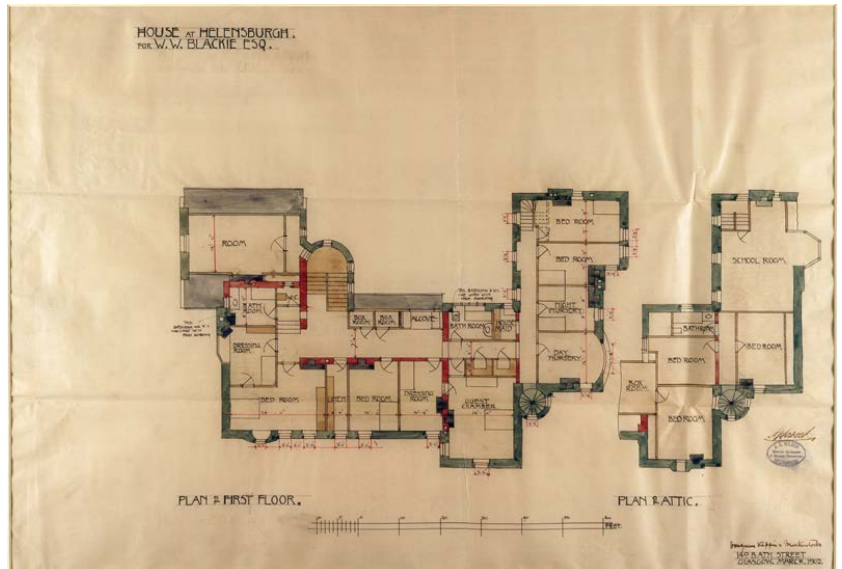 HOUSE AT HELENSBURGH.
FOR W. W. BLACKIE ESQ.
ROOM
BATH
ROOM
W.C.
DRESSING
ROOM
BED ROOM
LINEN
BED ROOM
DRESSING
ROOM
BOX
ROOM
BOX
ROOM
ALCOVE
BATH ROOM
MAID
GUEST
CHAMBER
BED ROOM
BED ROOM
NIGHT
NURSERY
DAY
NURSERY
SCHOOL ROOM
BATHROOM
BED ROOM
BED ROOM
BOX
ROOM
BED ROOM
PLAN OF FIRST FLOOR.
PLAN OF ATTIC.
FEET.
140 BATH STREET
GLASGOW MARCH 1902